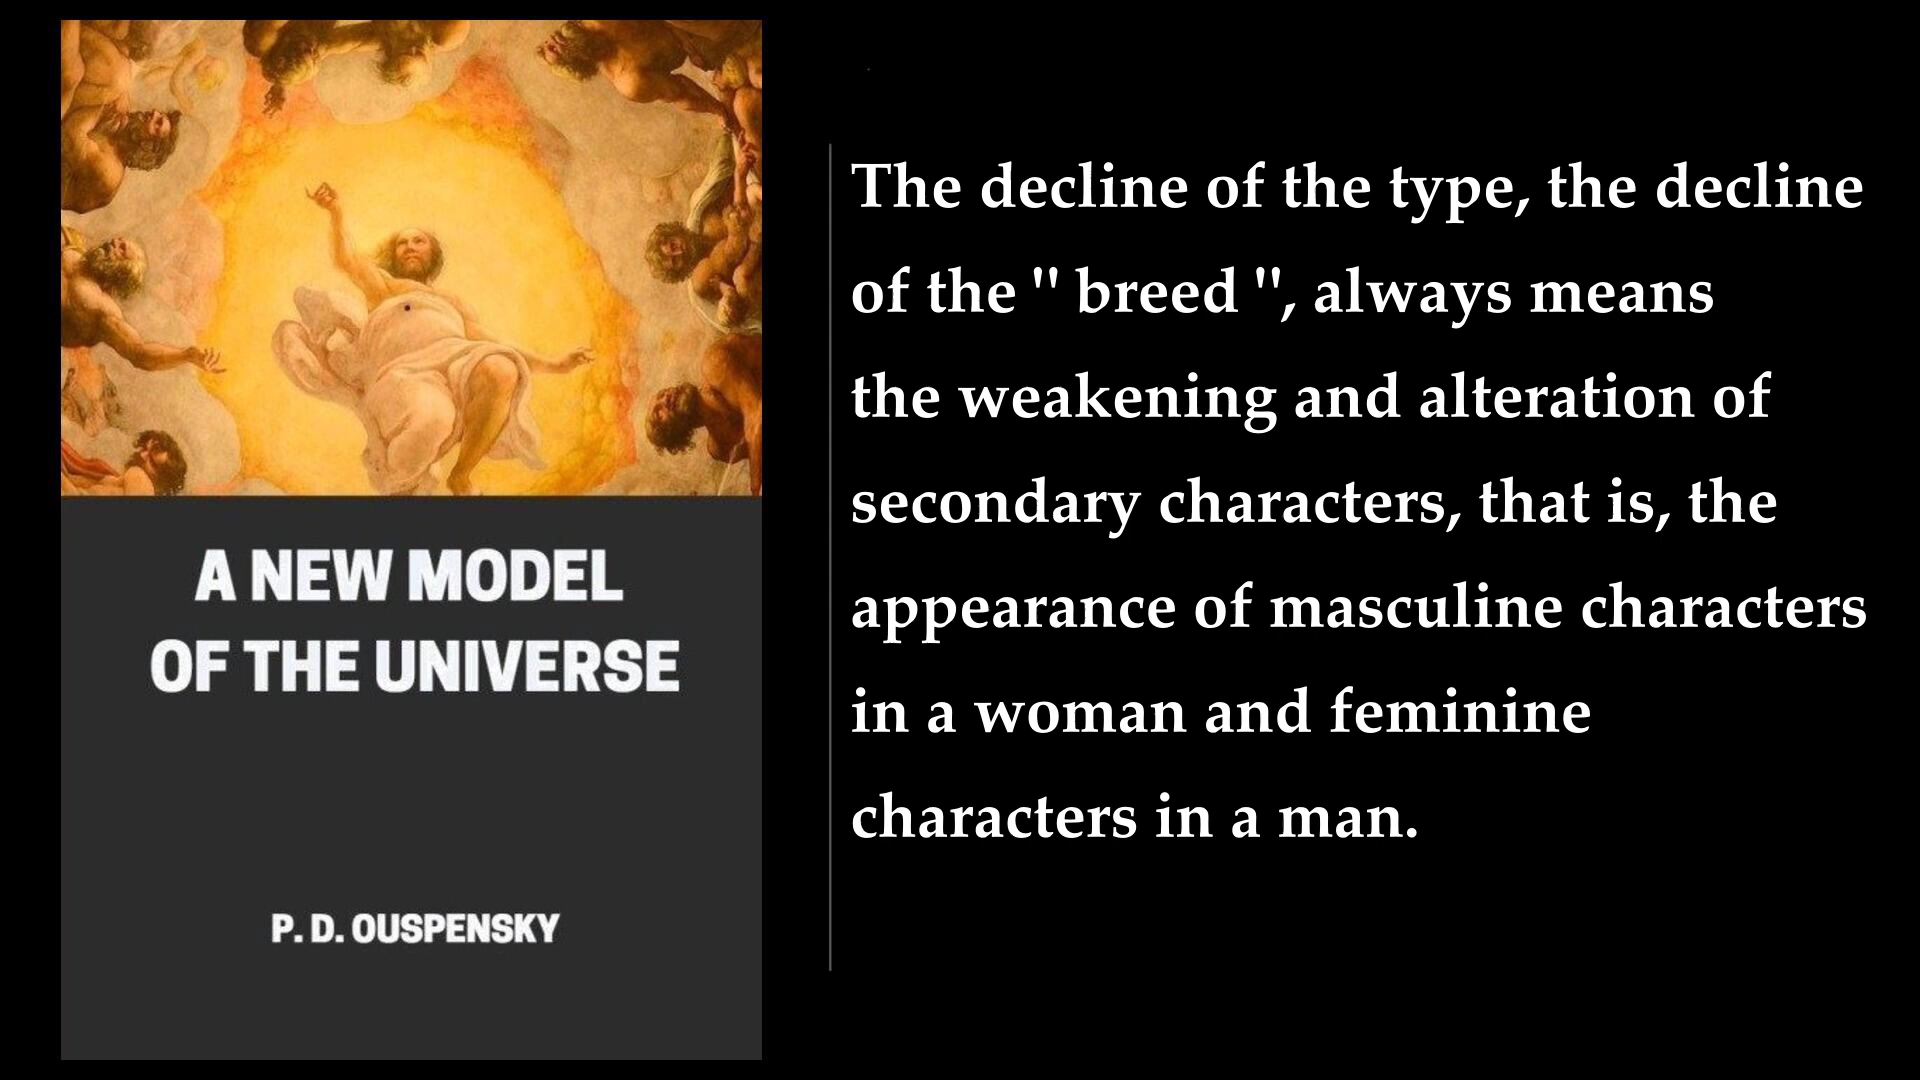 A NEW MODEL
OF THE UNIVERSE
P. D. OUSPENSKY
The decline of the type, the decline
of the " breed ", always means
the weakening and alteration of
secondary characters, that is, the
appearance of masculine characters
in a woman and feminine
characters in a man.